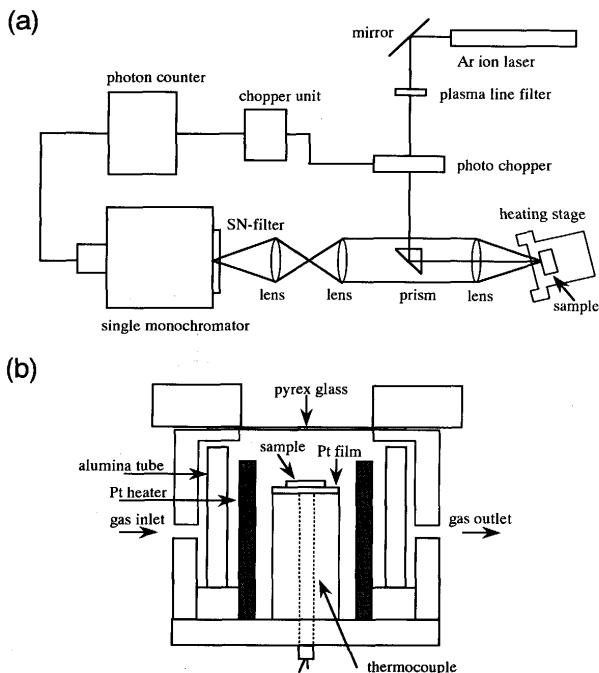 (a)
mirror
Ar ion laser
photon counter
chopper unit
plasma line filter
photo chopper
SN-filter
heating stage
lens
lens
prism
lens
sample
single monochromator
(b)
pyrex glass
sample
Pt film
alumina tube
Pt heater
gas inlet
gas outlet
thermocouple